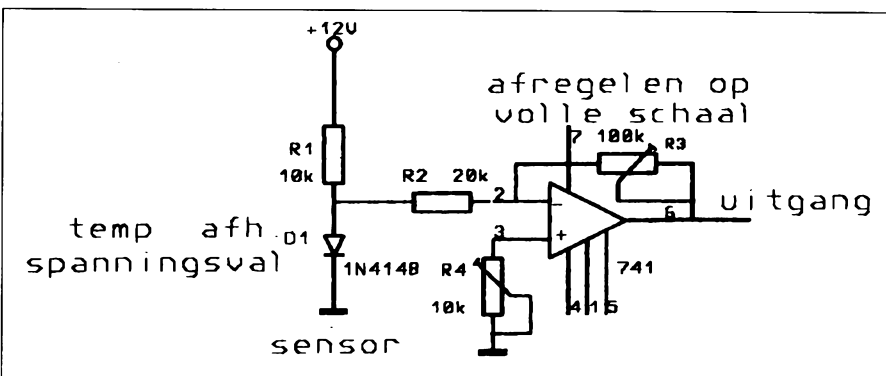 +12V
afregelen op
volle schaal
7
100k
R3
R1
10k
R2
20k
2
-
6
uitgang
temp afh.
spanningsval
D1
1N4148
3
+
R4
10k
741
4
1
5
sensor